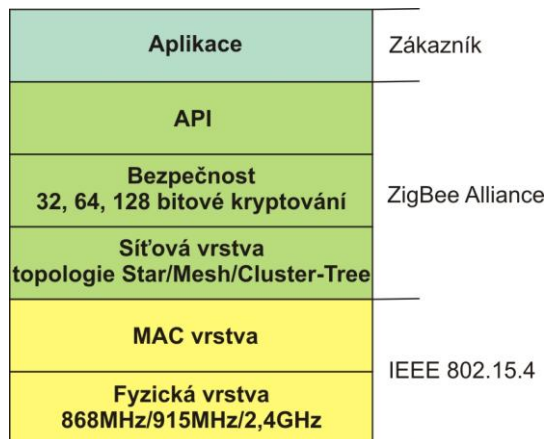 Aplikace
Zákazník
API
Bezpečnost
32, 64, 128 bitové kryptování
ZigBee Alliance
Síťová vrstva
topologie Star/Mesh/Cluster-Tree
MAC vrstva
IEEE 802.15.4
Fyzická vrstva
868MHz/915MHz/2,4GHz